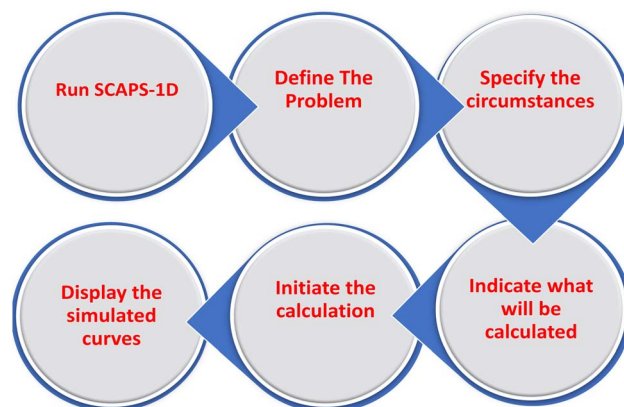 Run SCAPS-1D
Define The
Problem
Specify the
circumstances
Indicate what
will be
calculated
Initiate the
calculation
Display the
simulated
curves